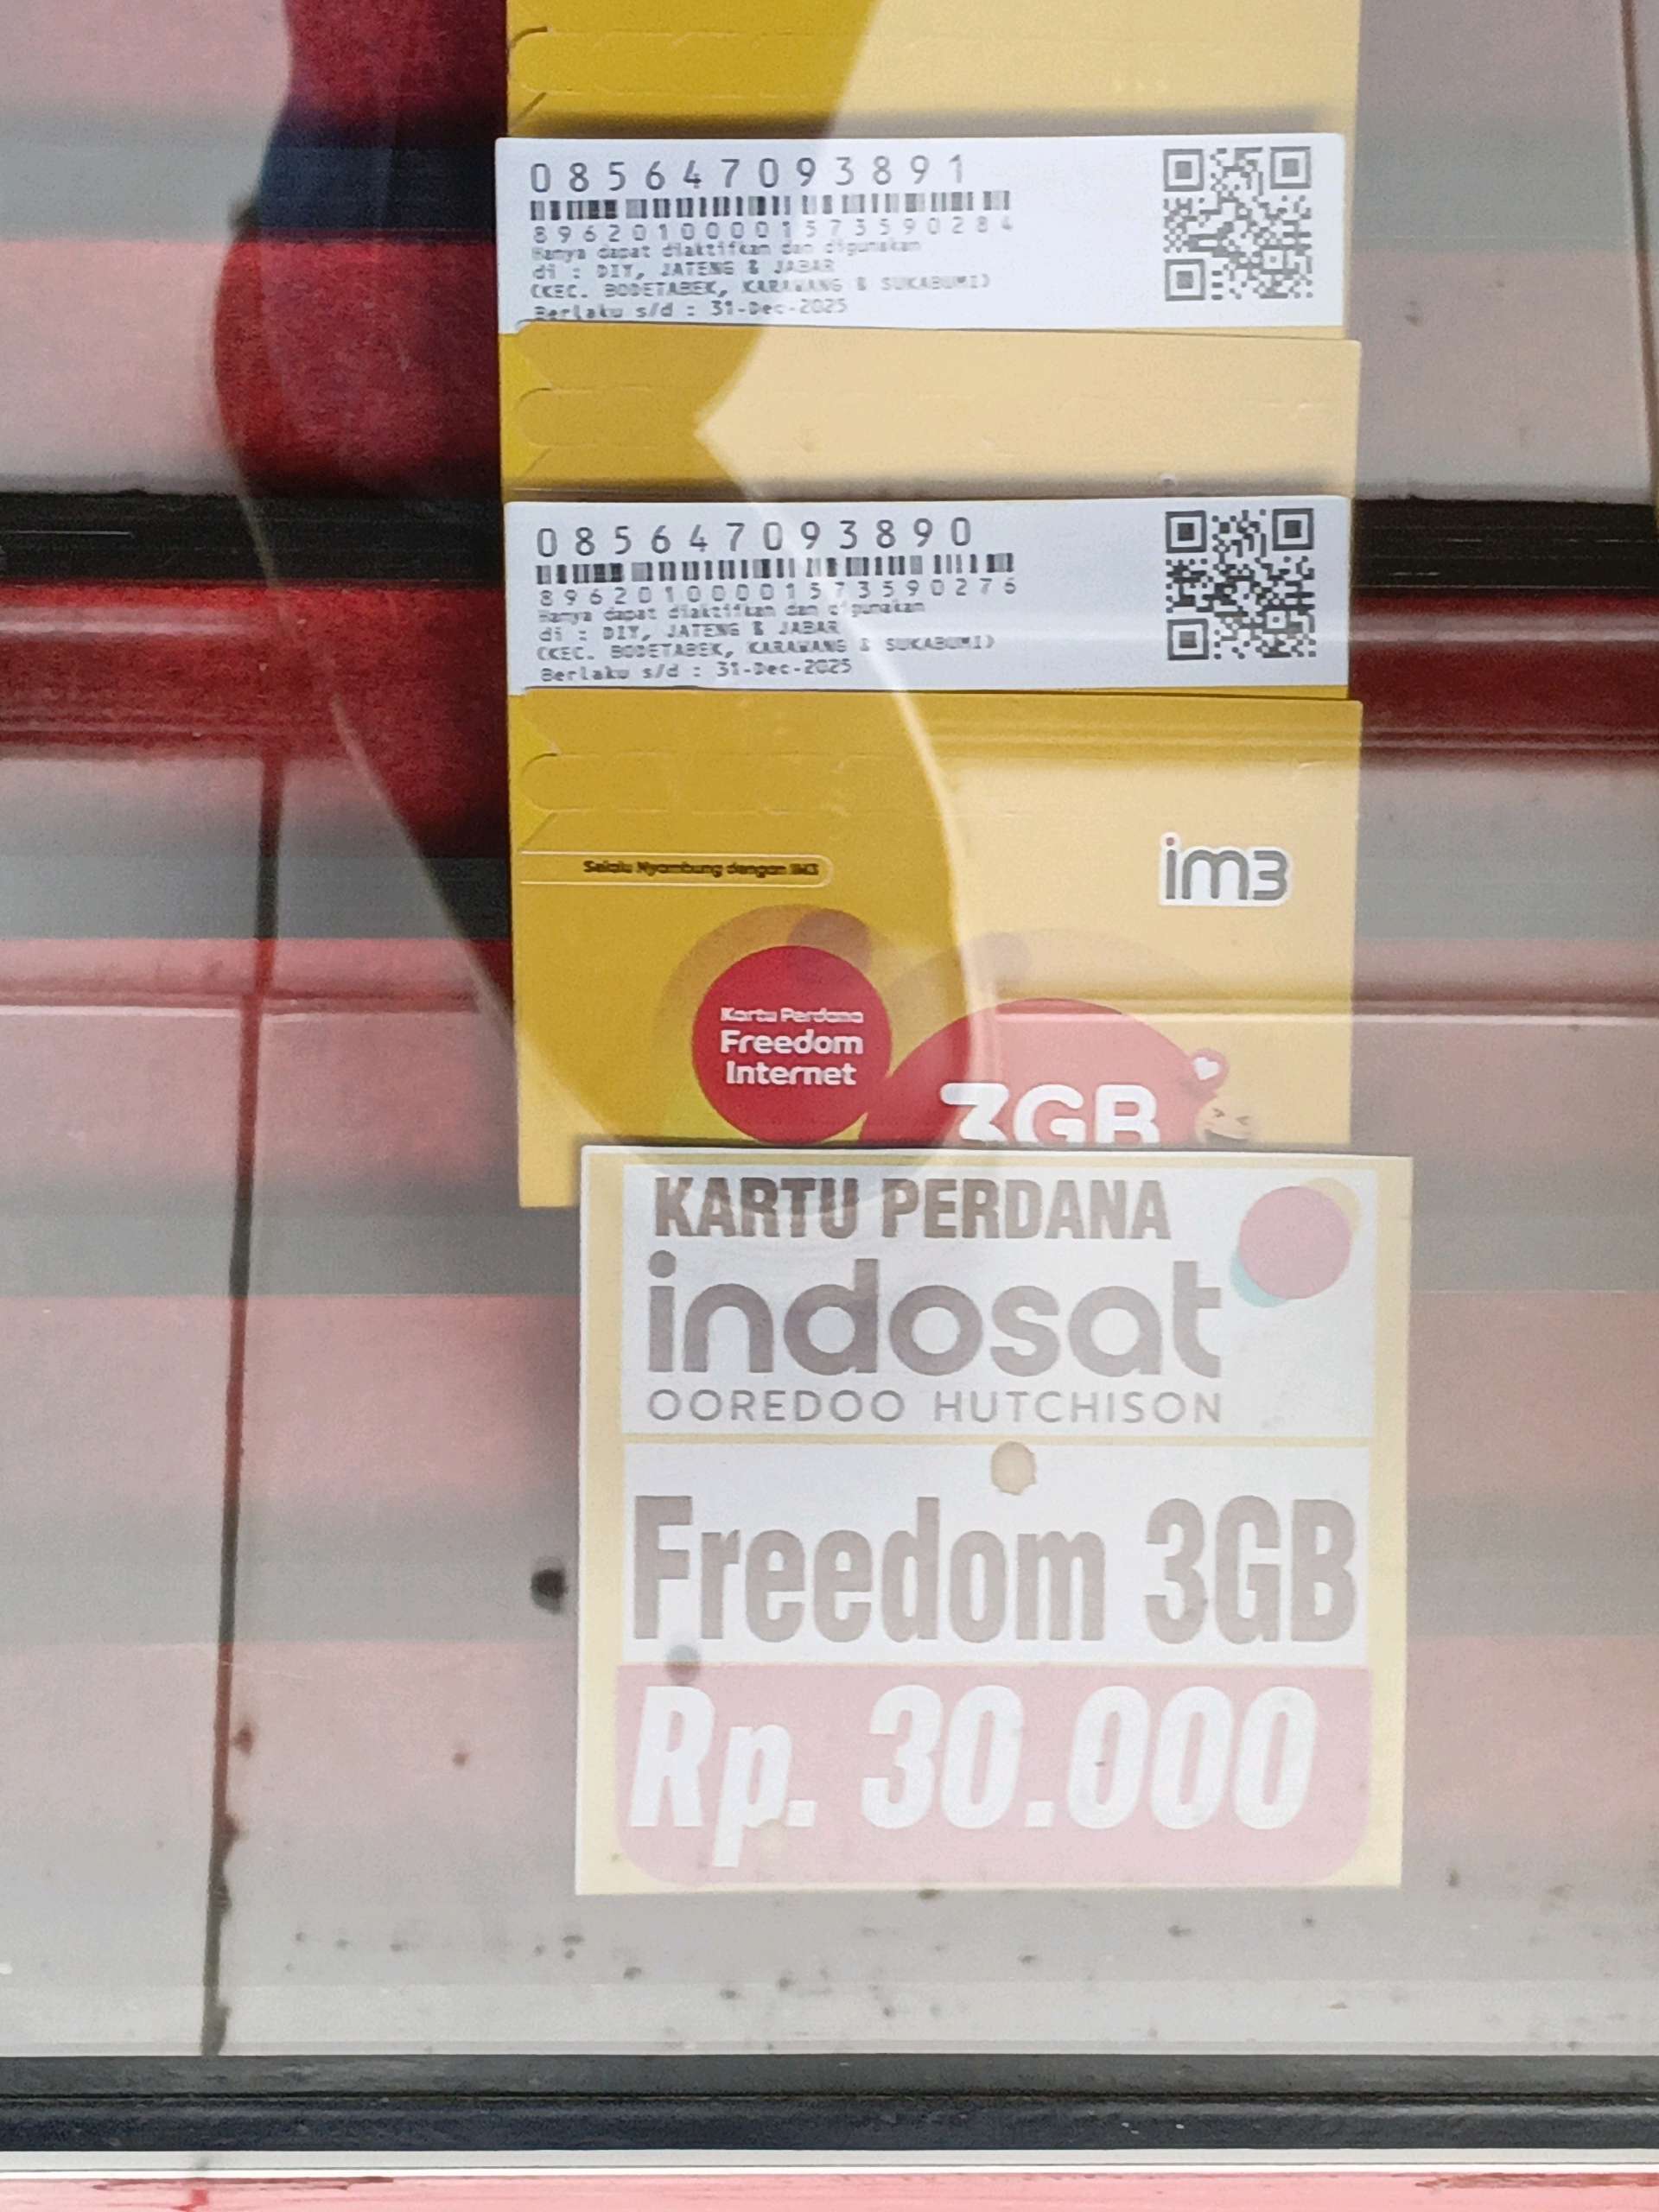 085647093891
89620100001573590284
Hanya dapat diaktifkan dan digunakan
di : DIY, JATENG & JABAR
(KEC. BODETABEK, KARAWANG & SUKABUMI)
Berlaku s/d : 31-Dec-2025
085647093890
89620100001573590276
Hanya dapat diaktifkan dan digunakan
di : DIY, JATENG & JABAR
(KEC. BODETABEK, KARAWANG & SUKABUMI)
Berlaku s/d : 31-Dec-2025
im3
Selalu Nyambung dengan IM3
Kartu Perdana
Freedom
Internet
3GB
KARTU PERDANA
indosat
OOREDOO HUTCHISON
Freedom 3GB
Rp. 30.000